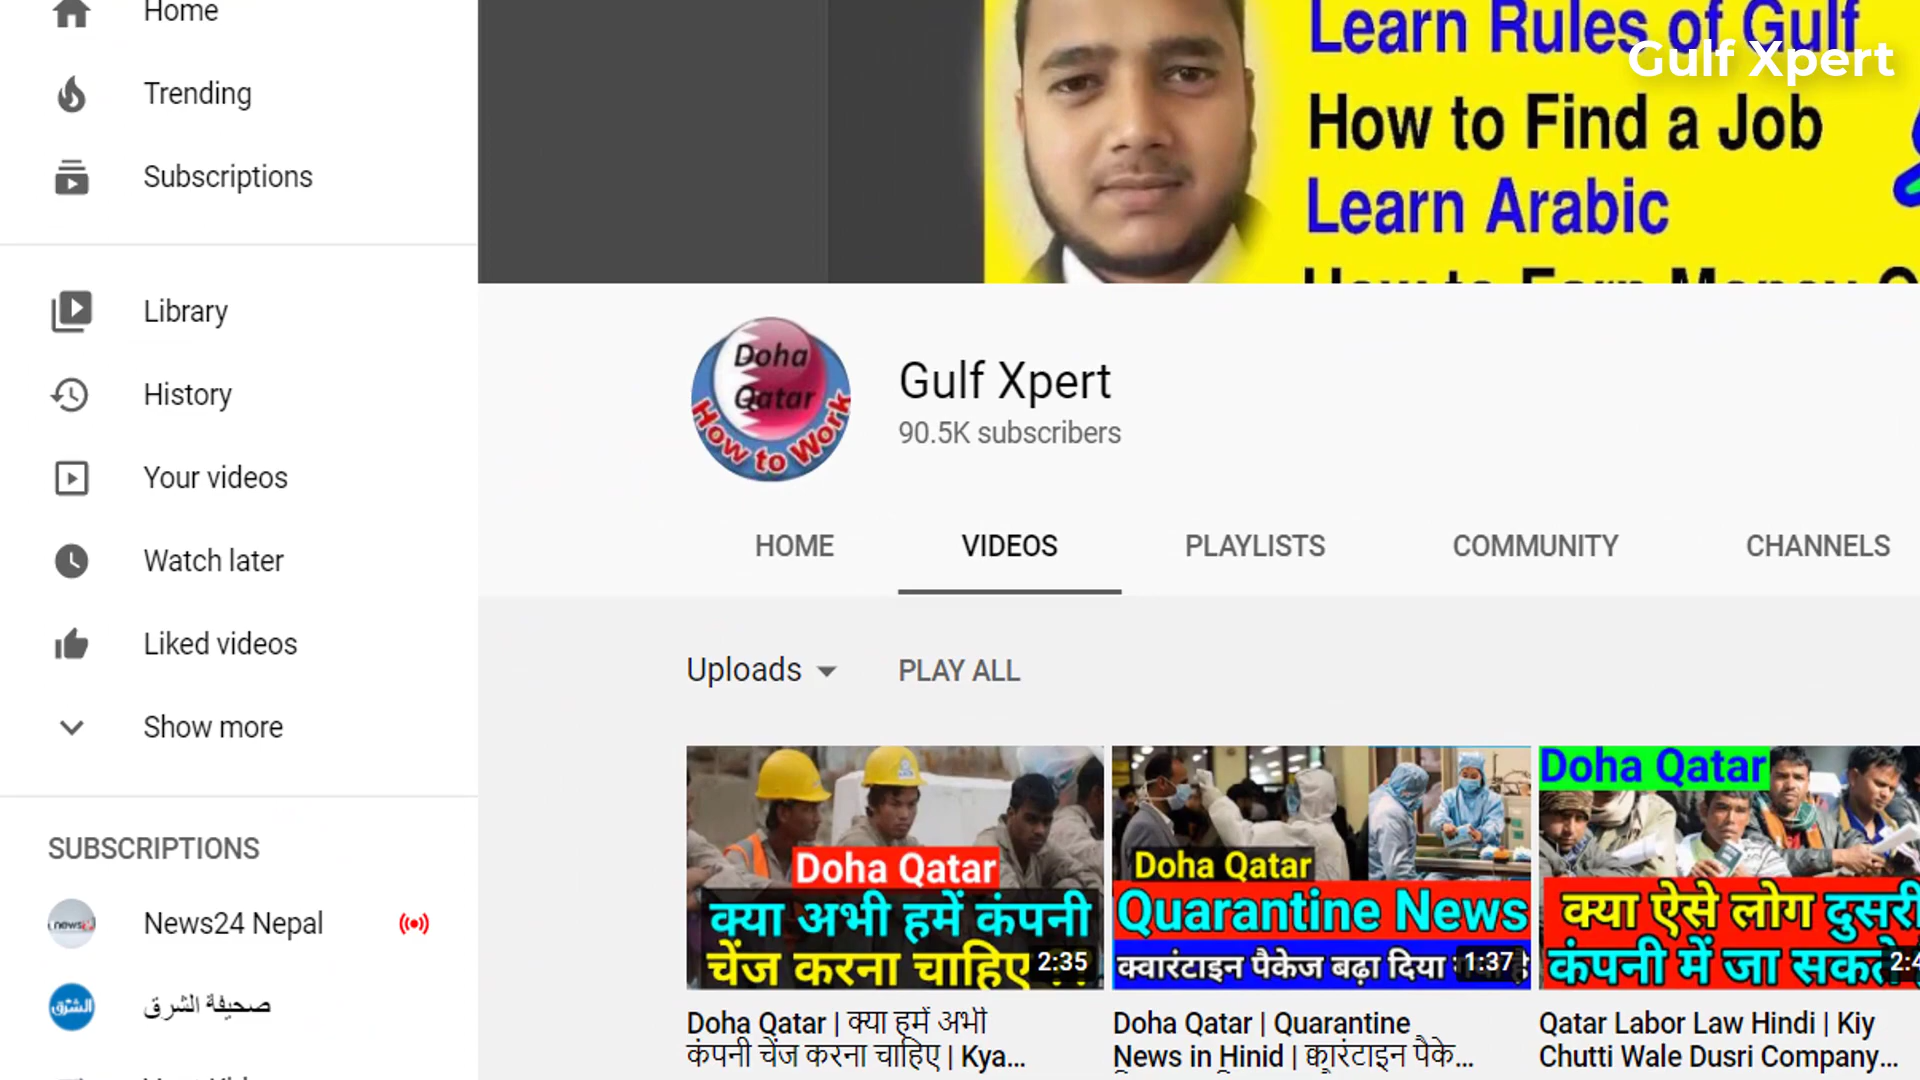 Home
Trending
Subscriptions
Library
History
Your videos
Watch later
Liked videos
Show more
SUBSCRIPTIONS
News24 Nepal
صحيفة الشرق
Learn Rules of Gulf
Gulf Xpert
How to Find a Job
Learn Arabic
How to Earn Money
Doha
Qatar
How to Work
Gulf Xpert
90.5K subscribers
HOME
VIDEOS
PLAYLISTS
COMMUNITY
CHANNELS
Uploads
PLAY ALL
Doha Qatar
क्या अभी हमें कंपनी
चेंज करना चाहिए
2:35
Doha Qatar | क्या हमें अभी
कंपनी चेंज करना चाहिए | Kya...
Doha Qatar
Quarantine News
क्वारंटाइन पैकेज बढ़ा दिया
1:37
Doha Qatar | Quarantine
News in Hinid | क्वारंटाइन पैके...
Doha Qatar
क्या ऐसे लोग दुसरी
कंपनी में जा सकते
Qatar Labor Law Hindi | Kiy
Chutti Wale Dusri Company...